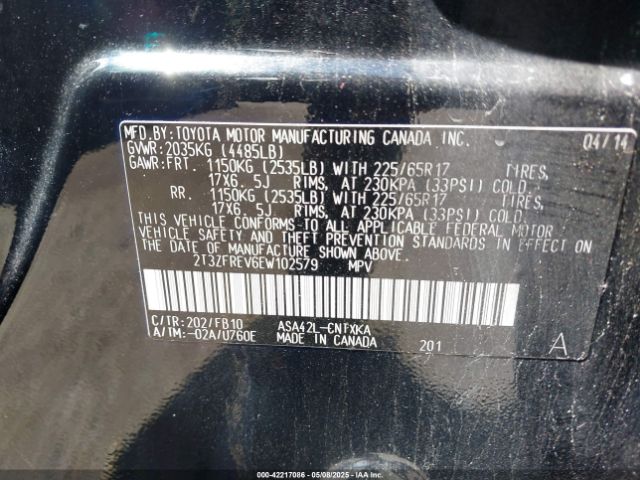 MFD. BY: TOYOTA MOTOR MANUFACTURING CANADA INC. 04/14
GVWR: 2035KG (4485LB)
GAWR: FRT. 1150KG (2535LB) WITH 225/65R17 TIRES,
17X6. 5J RIMS, AT 230KPA (33PSI) COLD.
RR. 1150KG (2535LB) WITH 225/65R17 TIRES,
17X6. 5J RIMS, AT 230KPA (33PSI) COLD.
THIS VEHICLE CONFORMS TO ALL APPLICABLE FEDERAL MOTOR
VEHICLE SAFETY AND THEFT PREVENTION STANDARDS IN EFFECT ON
THE DATE OF MANUFACTURE SHOWN ABOVE.
2T3ZFREV6EW102579 MPV
C/TR: 202/FB10 ASA42L-CNTXKA
A/TM: -02A/U760E MADE IN CANADA 201 A
000-42217086 - 05/08/2025 - IAAI.COM